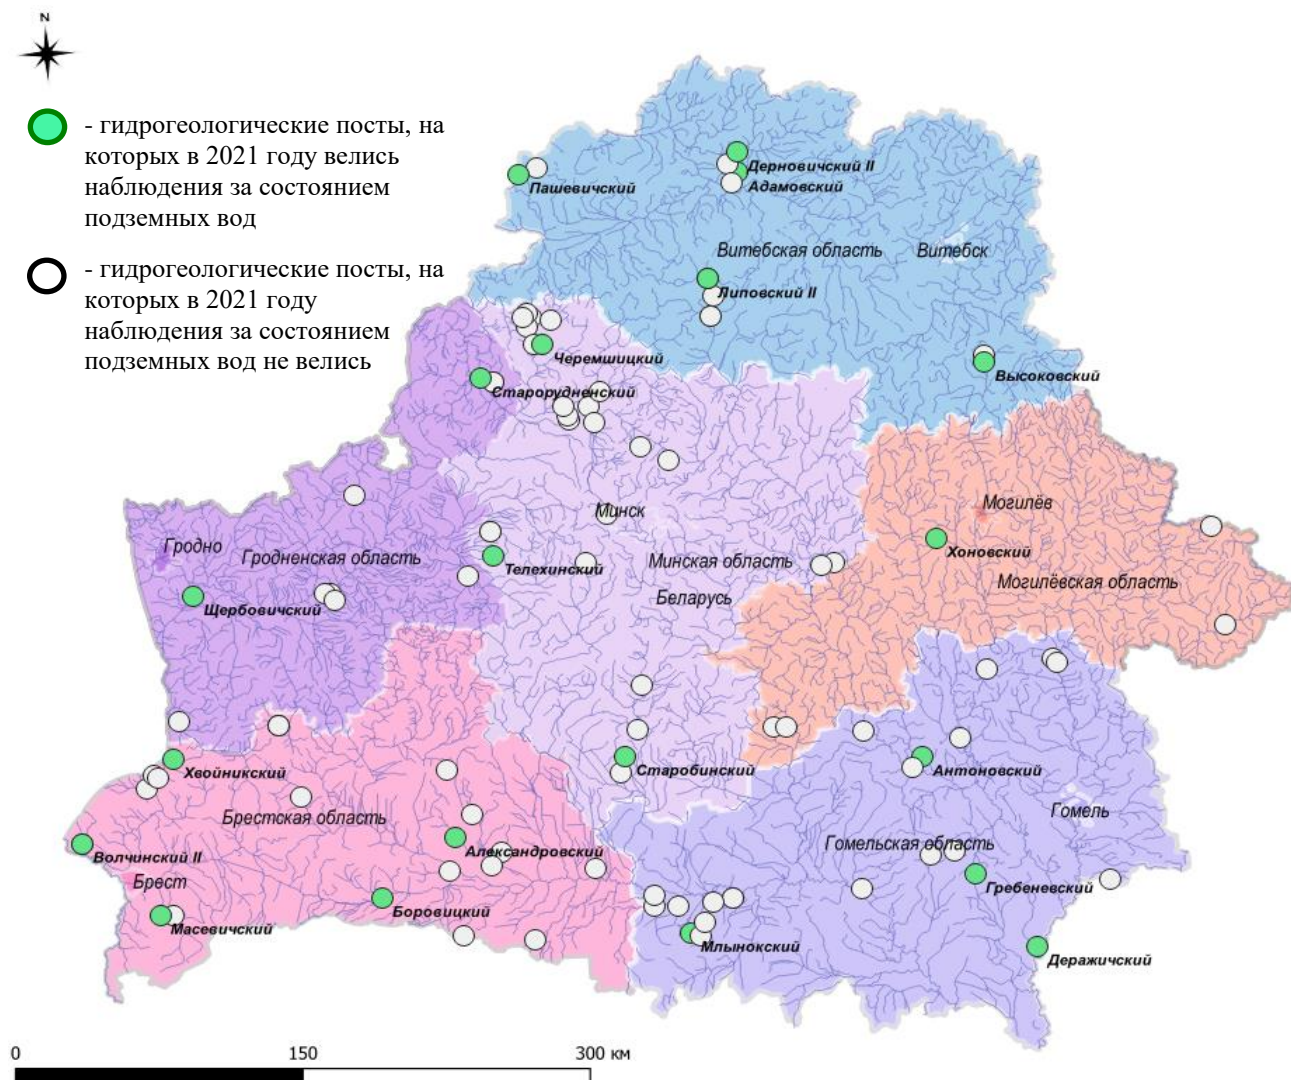 N
- гидрогеологические посты, на
которых в 2021 году велись
наблюдения за состоянием
подземных вод
- гидрогеологические посты, на
которых в 2021 году
наблюдения за состоянием
подземных вод не велись
Дерновичский II
Пашевичский
Адамовский
Витебская область
Витебск
Липовский II
Черемшицкий
Высоковский
Старорудненский
Могилёв
Минск
Гродно
Гродненская область
Хоновский
Телехинский
Минская область
Могилёвская область
Беларусь
Щербовичский
Хвойникский
Старобинский
Антоновский
Гомель
Брестская область
Гомельская область
Волчинский II
Александровский
Брест
Гребеневский
Боровицкий
Масевичский
Млынокский
Деражичский
0
150
300 км